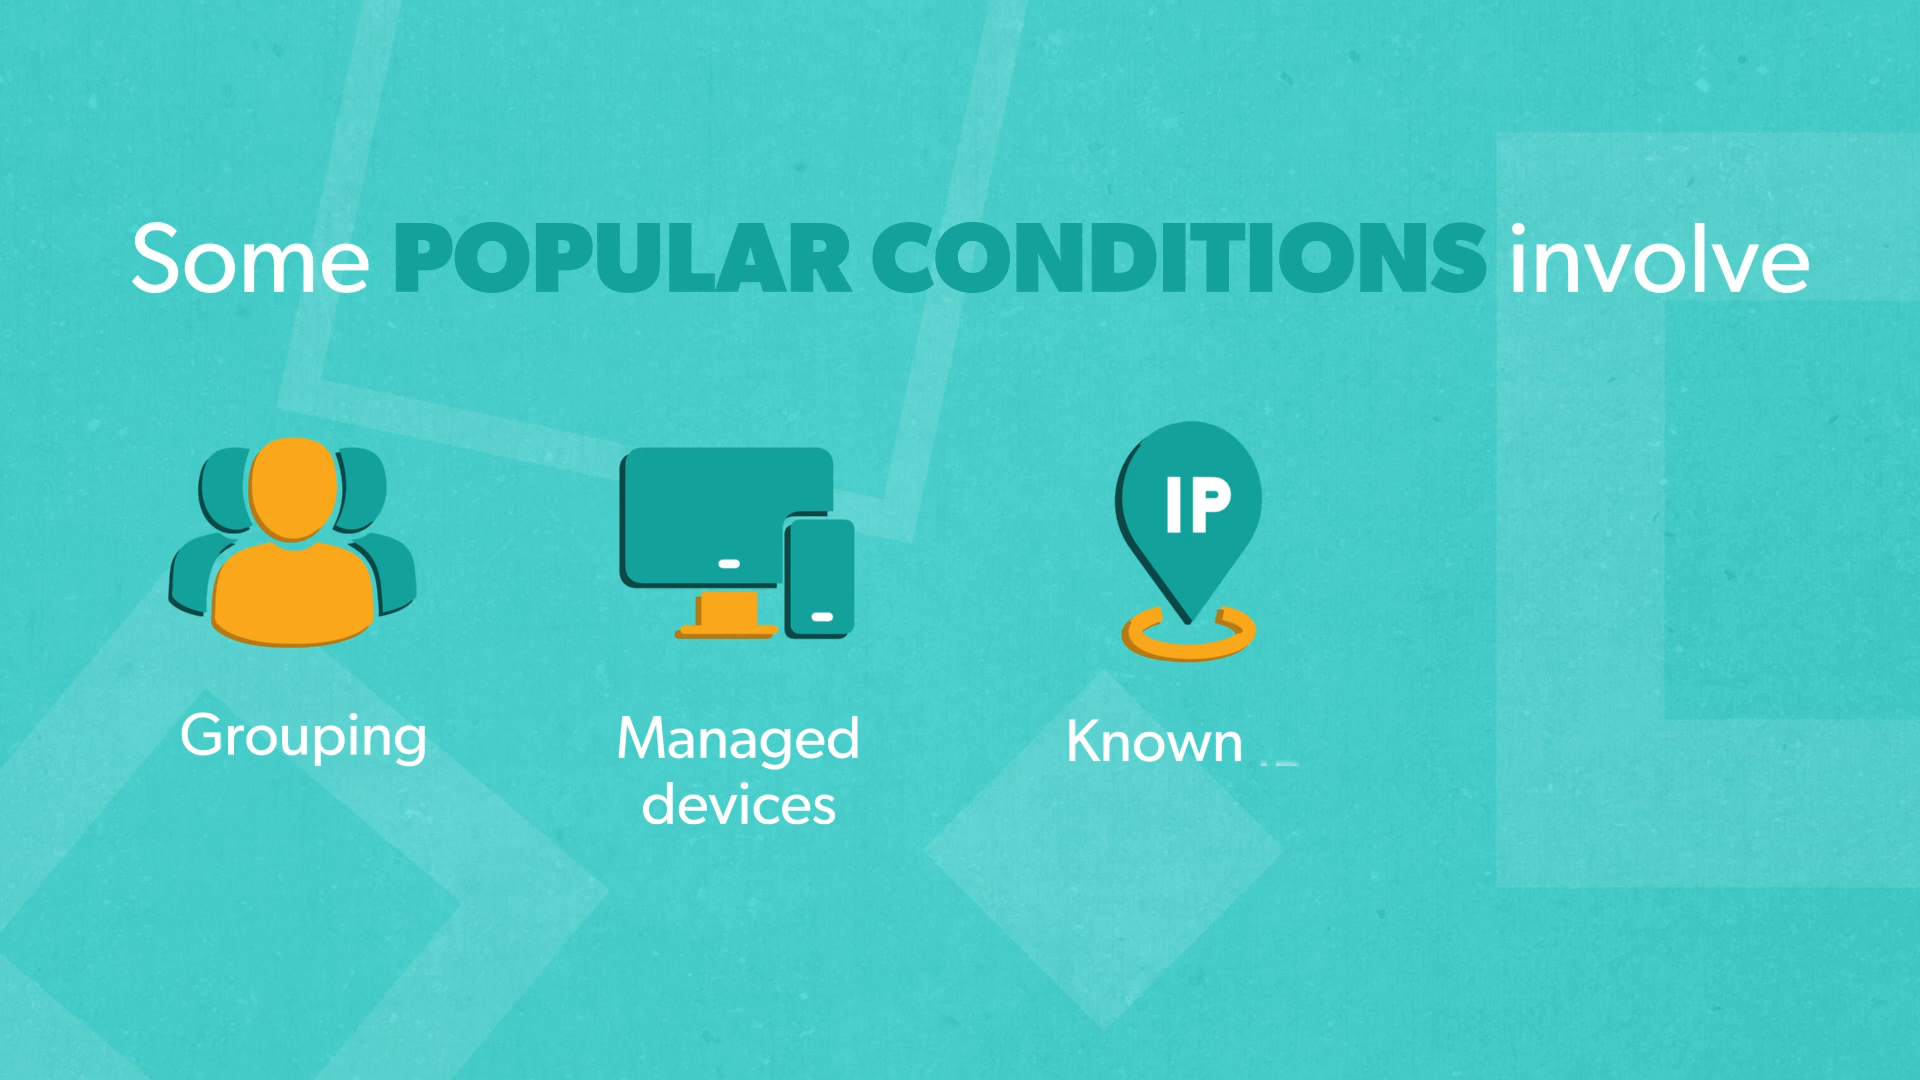 Some POPULAR CONDITIONS involve
IP
Grouping
Managed
devices
Known